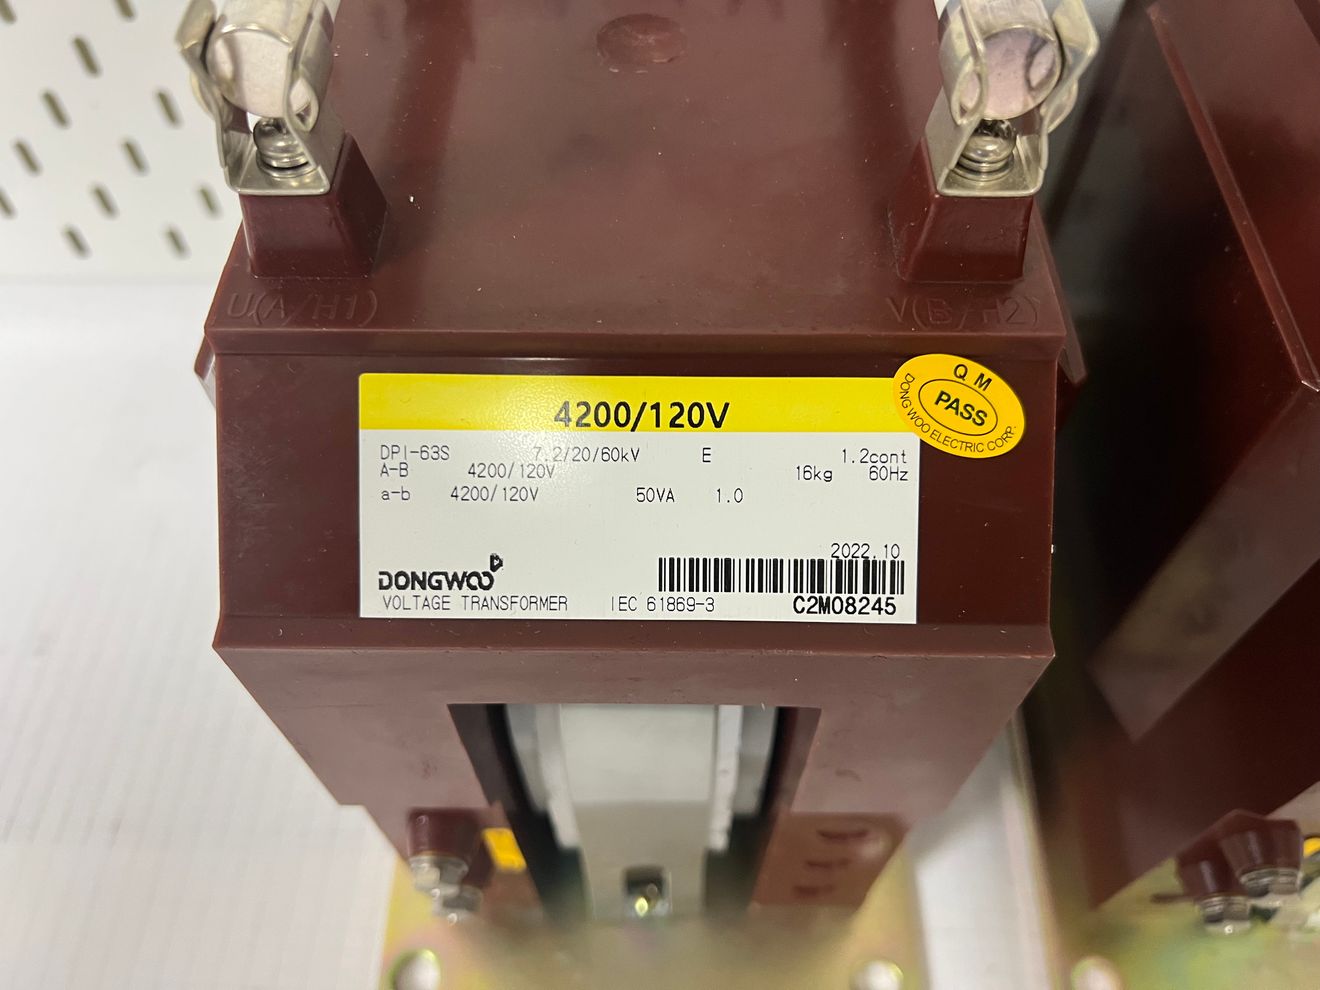 U(A/H1)
V(B/H2)
4200/120V
QM
PASS
DONG WOO ELECTRIC CORP.
DPI-63S 7.2/20/60kV E 1.2cont
A-B 4200/120V 16kg 60Hz
a-b 4200/120V 50VA 1.0
2022.10
DONGWOO
VOLTAGE TRANSFORMER IEC 61869-3 C2M08245